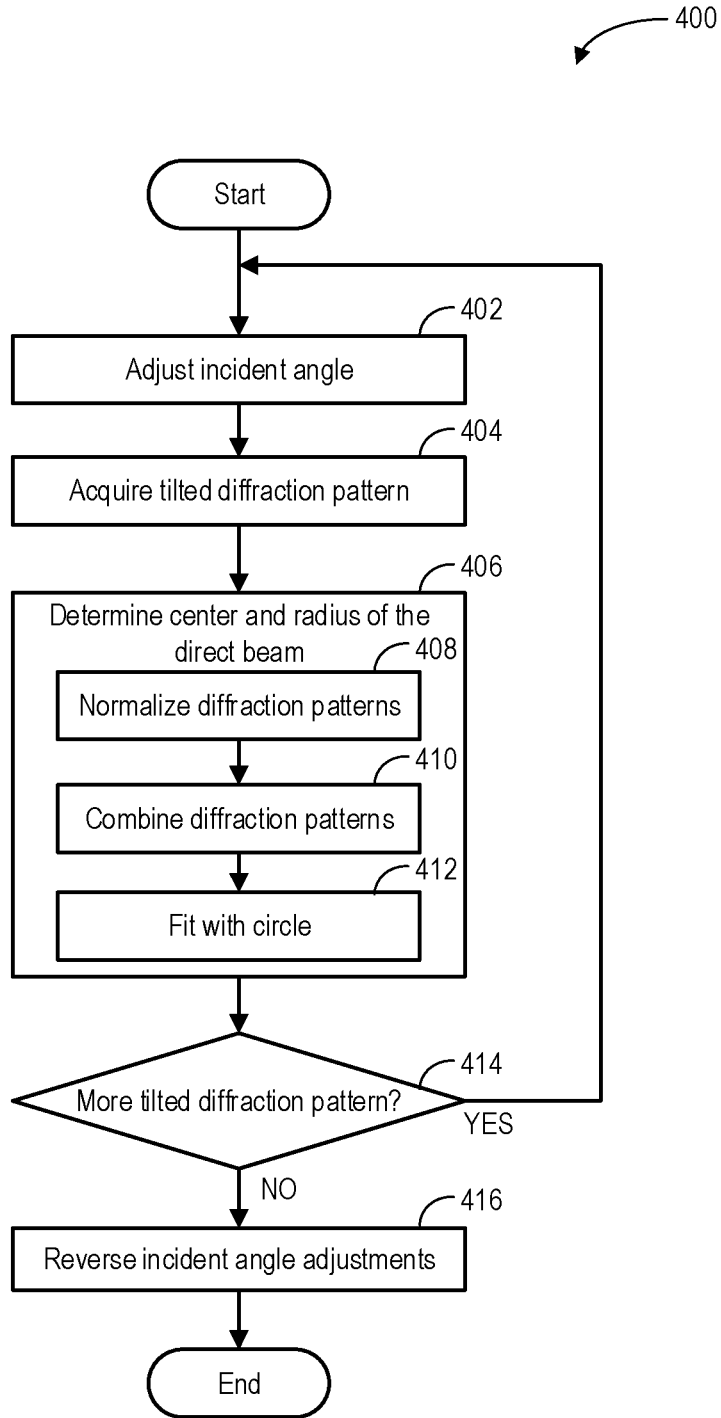 400
Start
402
Adjust incident angle
404
Acquire tilted diffraction pattern
406
Determine center and radius of the
direct beam
408
Normalize diffraction patterns
410
Combine diffraction patterns
412
Fit with circle
414
More tilted diffraction pattern?
YES
NO
416
Reverse incident angle adjustments
End